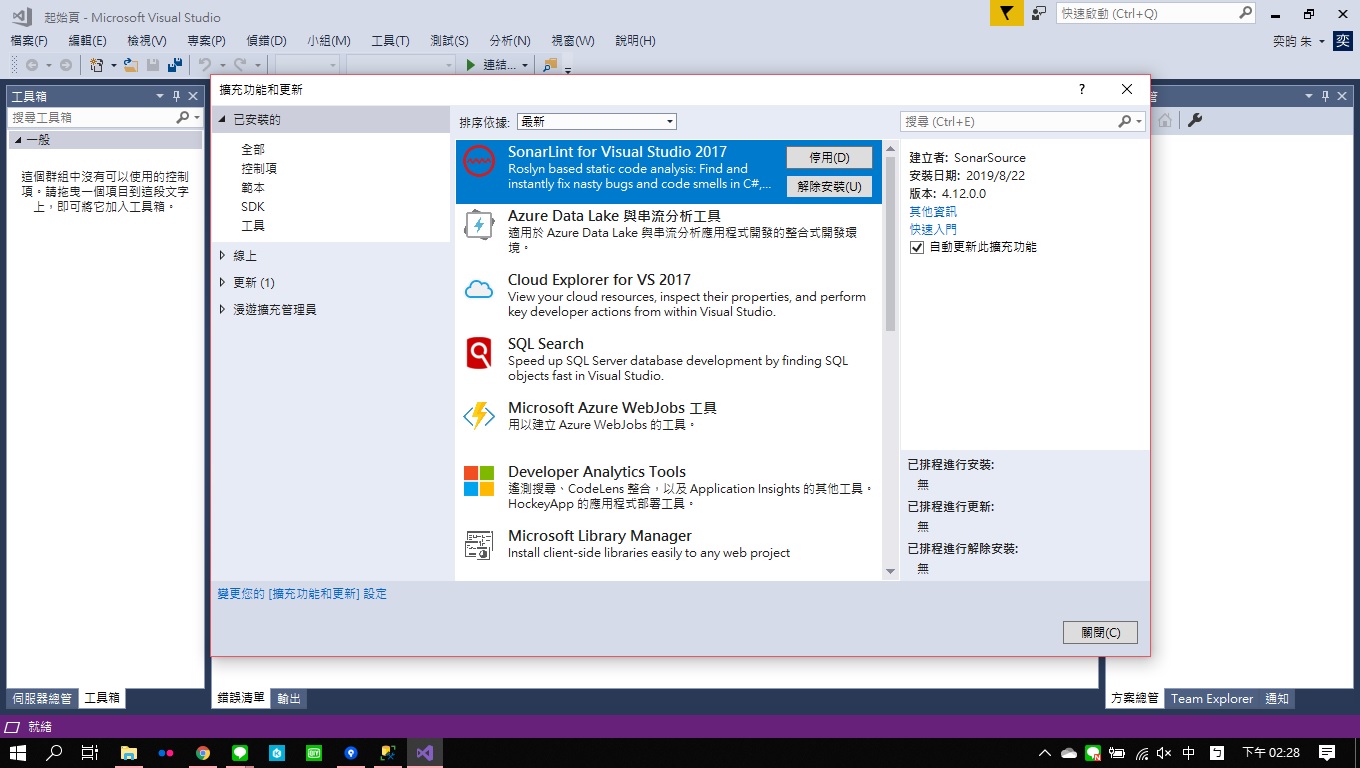 起始頁 - Microsoft Visual Studio
快速啟動 (Ctrl+Q)
檔案(F) 編輯(E) 檢視(V) 專案(P) 偵錯(D) 小組(M) 工具(T) 測試(S) 分析(N) 視窗(W) 說明(H)
奕昀 朱
奕
連結...
工具箱
搜尋工具箱
一般
這個群組中沒有可以使用的控制
項。請拖曳一個項目到這段文字
上，即可將它加入工具箱。
擴充功能和更新
?
已安裝的
全部
控制項
範本
SDK
工具
線上
更新 (1)
漫遊擴充管理員
排序依據: 最新
搜尋 (Ctrl+E)
SonarLint for Visual Studio 2017
Roslyn based static code analysis: Find and
instantly fix nasty bugs and code smells in C#,...
停用(D)
解除安裝(U)
Azure Data Lake 與串流分析工具
適用於 Azure Data Lake 與串流分析應用程式開發的整合式開發環
境。
Cloud Explorer for VS 2017
View your cloud resources, inspect their properties, and perform
key developer actions from within Visual Studio.
SQL Search
Speed up SQL Server database development by finding SQL
objects fast in Visual Studio.
Microsoft Azure WebJobs 工具
用以建立 Azure WebJobs 的工具。
Developer Analytics Tools
遙測搜尋、CodeLens 整合，以及 Application Insights 的其他工具。
HockeyApp 的應用程式部署工具。
Microsoft Library Manager
Install client-side libraries easily to any web project
建立者: SonarSource
安裝日期: 2019/8/22
版本: 4.12.0.0
其他資訊
快速入門
自動更新此擴充功能
已排程進行安裝:
無
已排程進行更新:
無
已排程進行解除安裝:
無
變更您的 [擴充功能和更新] 設定
關閉(C)
管
伺服器總管 工具箱
錯誤清單 輸出
方案總管 Team Explorer 通知
就緒
DIY
中
下午 02:28